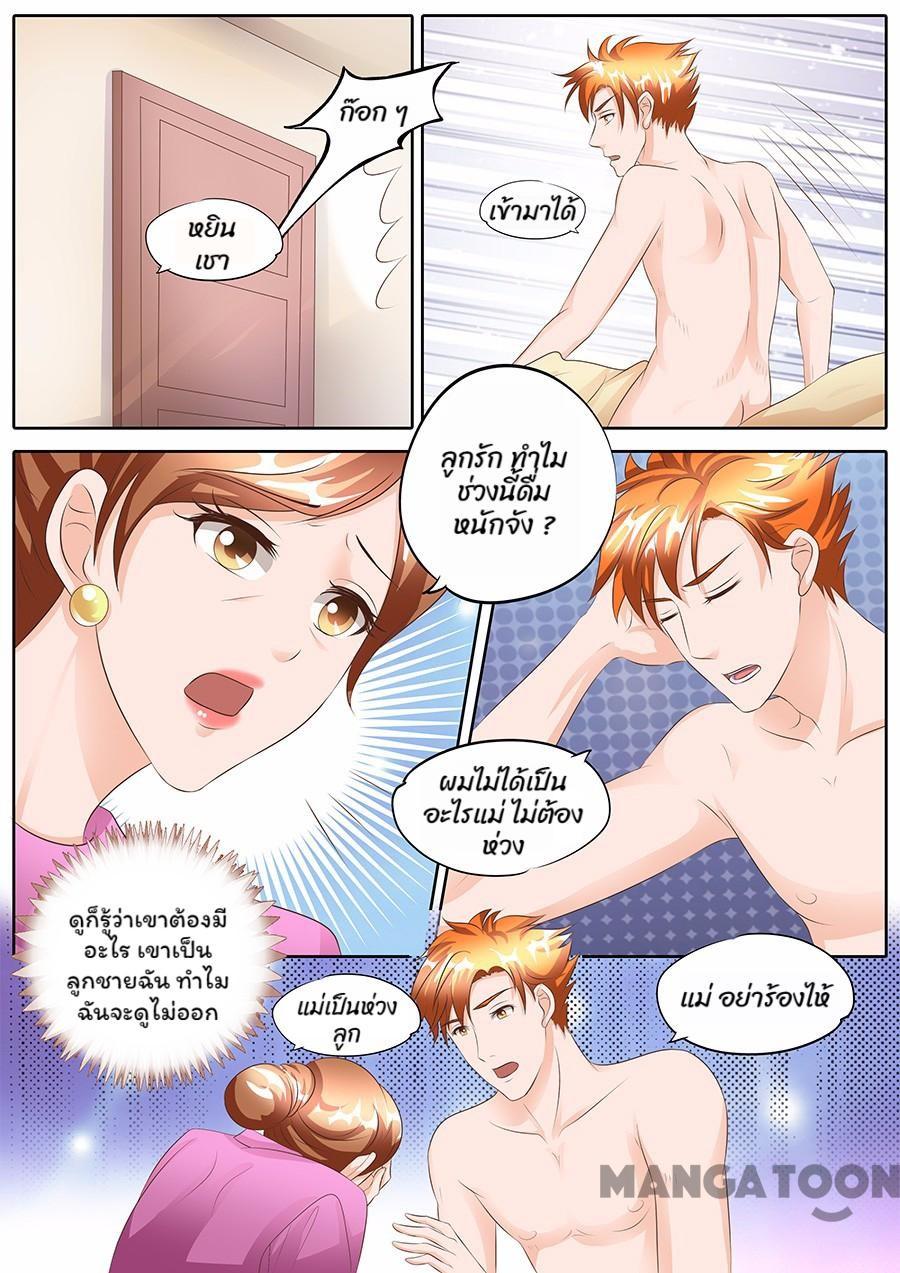 ก๊อก ๆ
หยิน
เชา
เข้ามาได้
ลูกรัก ทำไม
ช่วงนี้ดื่ม
หนักจัง ?
ผมไม่ได้เป็น
อะไรแม่ ไม่ต้อง
ห่วง
ดูก็รู้ว่าเขาต้องมี
อะไร เขาเป็น
ลูกชายฉัน ทำไม
ฉันจะดูไม่ออก
แม่เป็นห่วง
ลูก
แม่ อย่าร้องไห้
MANGATOON